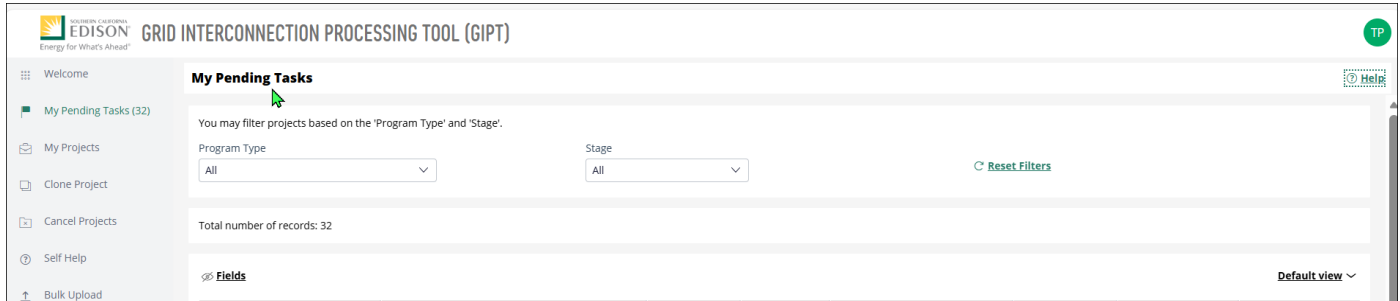 SOUTHERN CALIFORNIA
EDISON®
Energy for What's Ahead®
GRID INTERCONNECTION PROCESSING TOOL (GIPT)
TP
Welcome
My Pending Tasks (32)
My Projects
Clone Project
Cancel Projects
Self Help
Bulk Upload
My Pending Tasks
Help
You may filter projects based on the 'Program Type' and 'Stage'.
Program Type
All
Stage
All
Reset Filters
Total number of records: 32
Fields
Default view